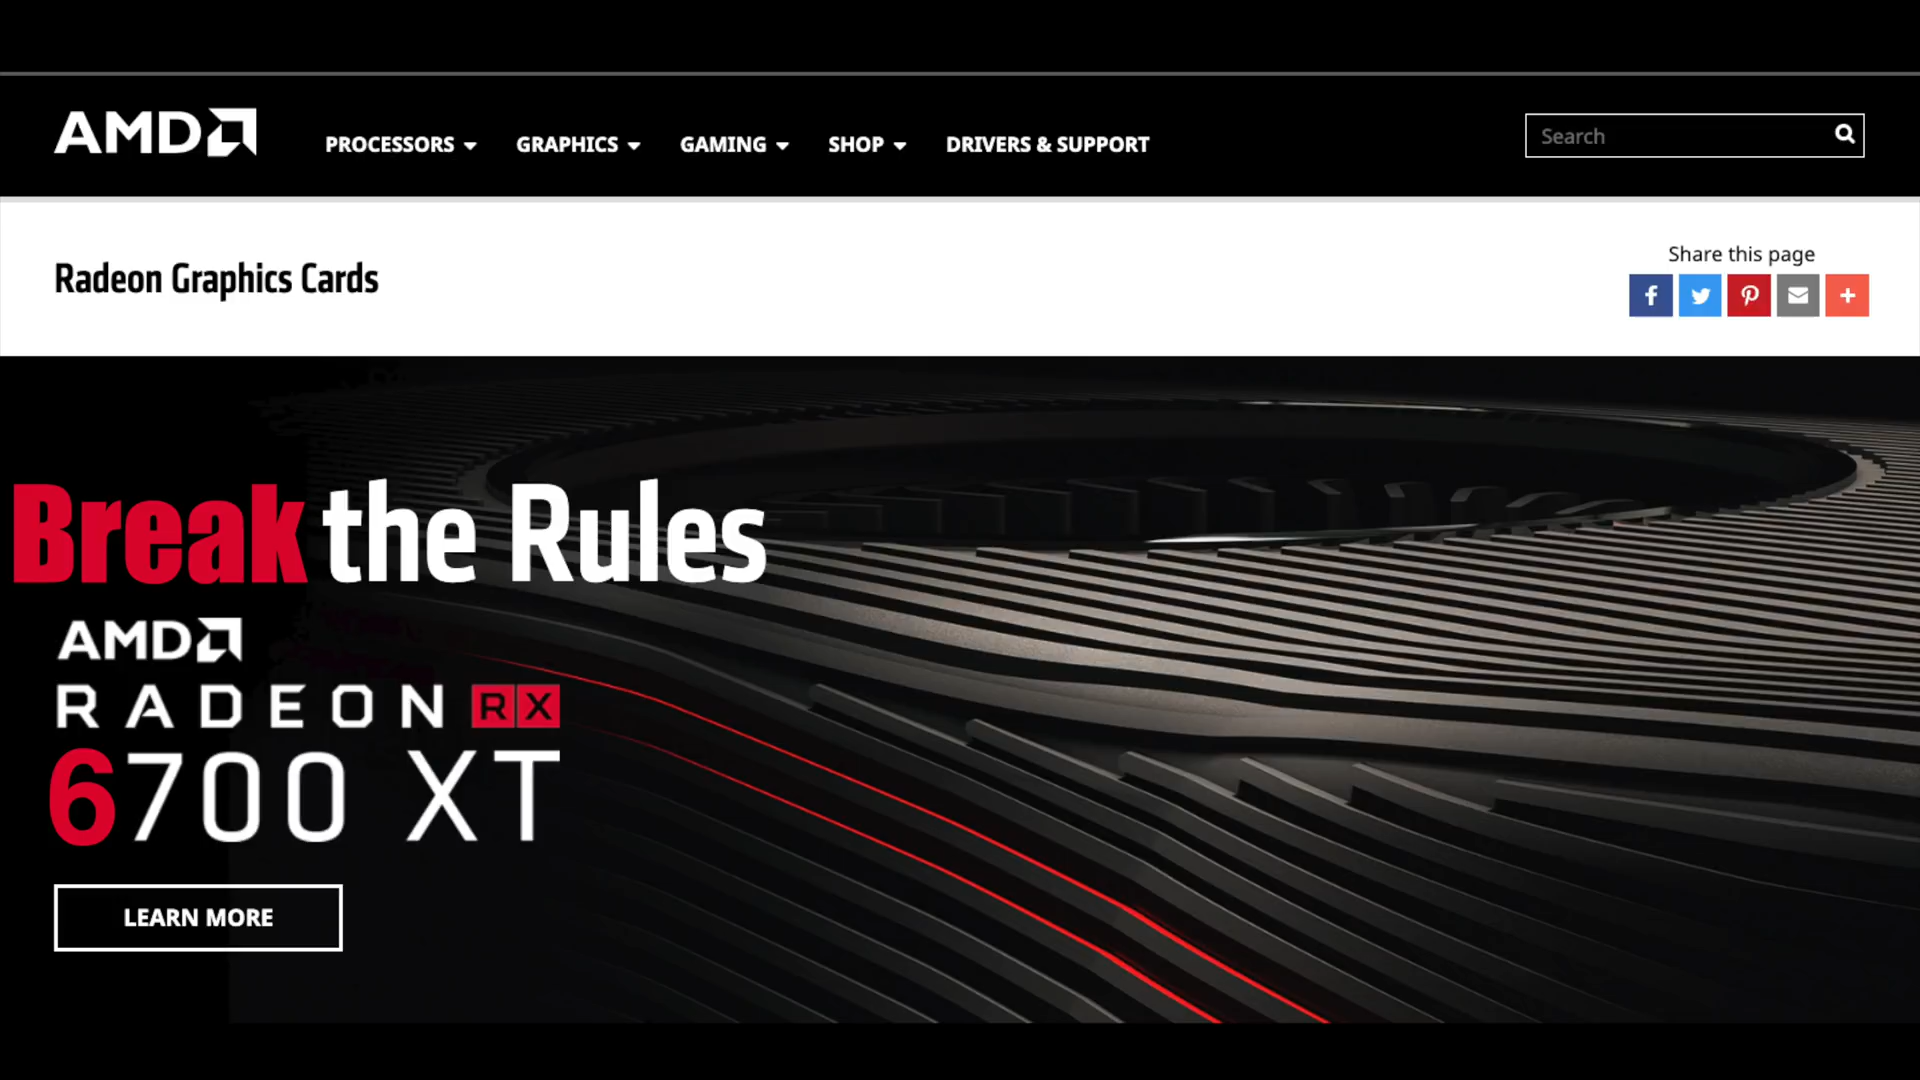 AMD
PROCESSORS
GRAPHICS
GAMING
SHOP
DRIVERS & SUPPORT
Search
Radeon Graphics Cards
Share this page
Break the Rules
AMD
RADEON RX
6700 XT
LEARN MORE